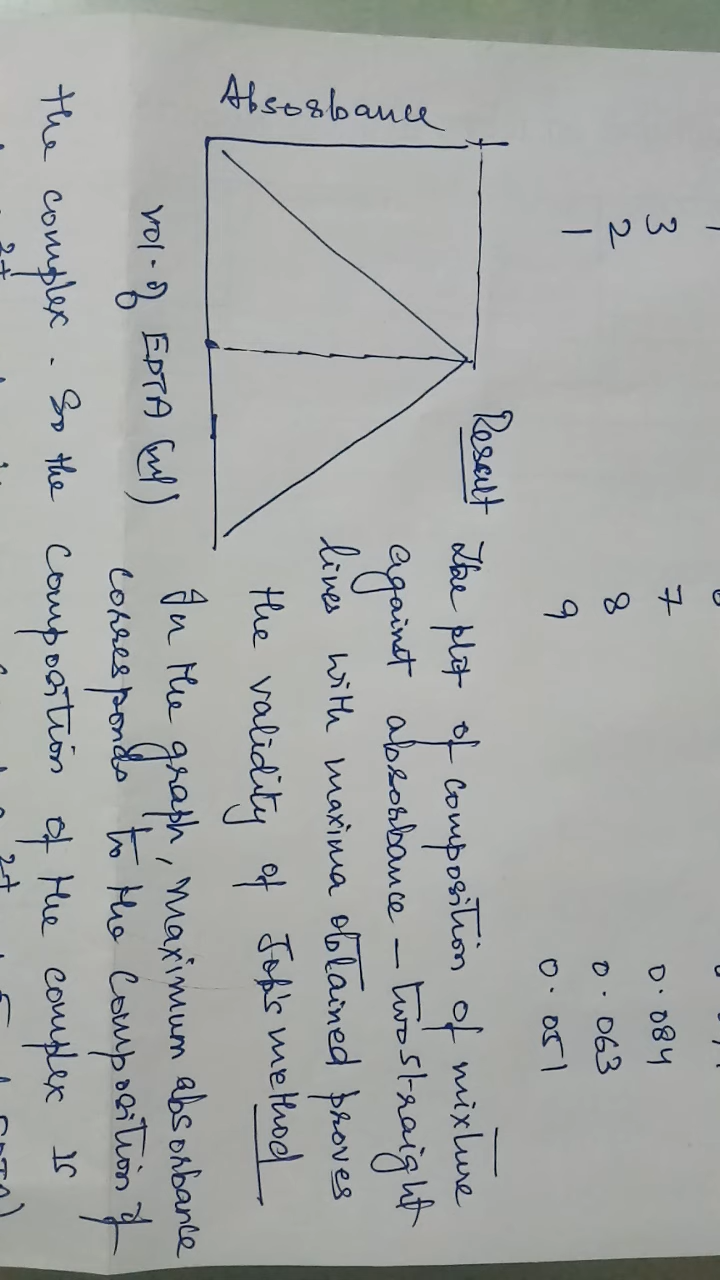 3 7 0.084
2 8 0.063
1 9 0.051
Result The plot of composition of mixture
against absorbance - two straight
lines with maxima obtained proves
the validity of Job's method
Absorbance
vol. of EDTA (ml)
In the graph, maximum absorbance
corresponds to the composition of
the complex. So the composition of the complex is